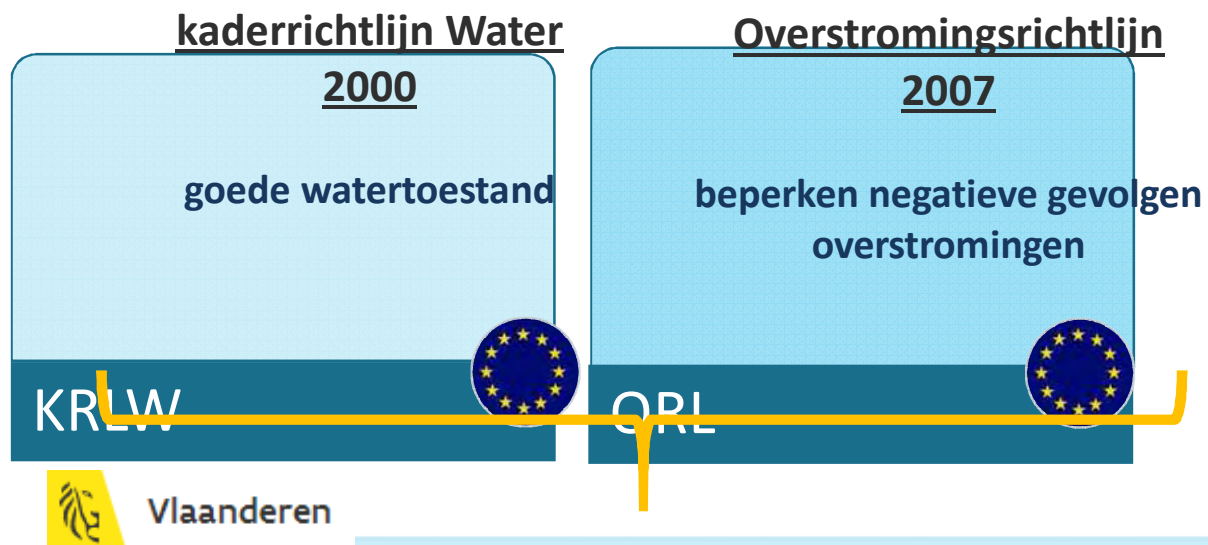 kaderrichtlijn Water
2000
goede watertoestand
KRLW
Overstromingsrichtlijn
2007
beperken negatieve gevolgen
overstromingen
ORL
Vlaanderen